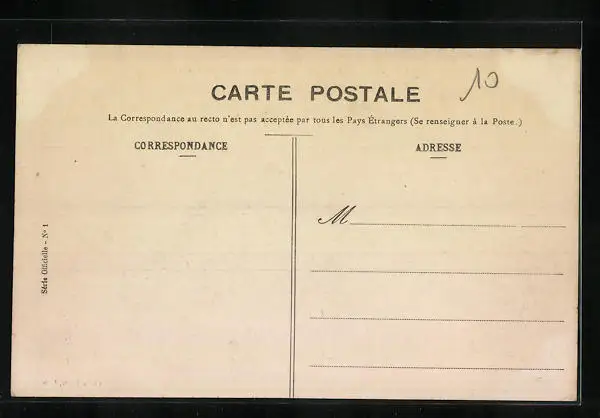 10
CARTE POSTALE
La Correspondance au recto n'est pas acceptée par tous les Pays Étrangers (Se renseigner à la Poste.)
CORRESPONDANCE
ADRESSE
M
Série Officielle - N° 1